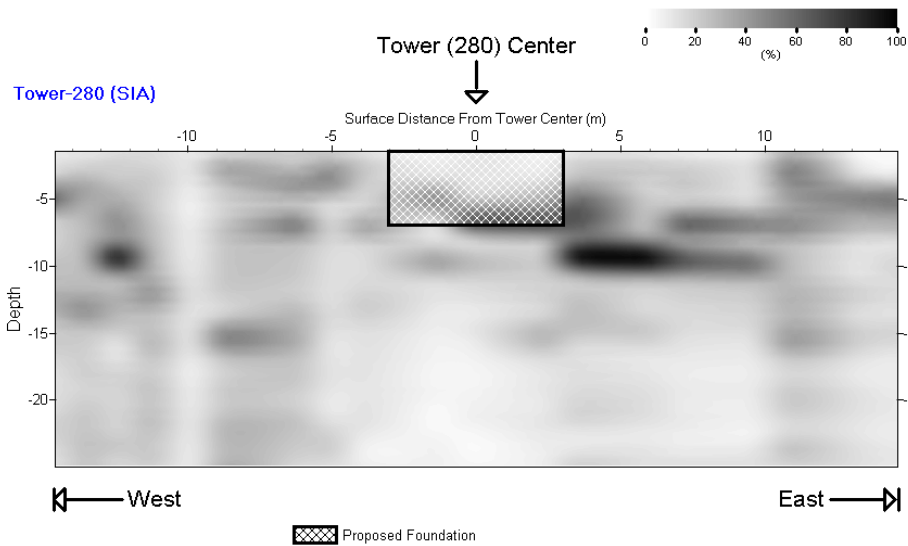 0 20 40 60 80 100
(%)
Tower (280) Center
Tower-280 (SIA)
Surface Distance From Tower Center (m)
-10 -5 0 5 10
-5
-10
-15
-20
Depth
West
East
Proposed Foundation